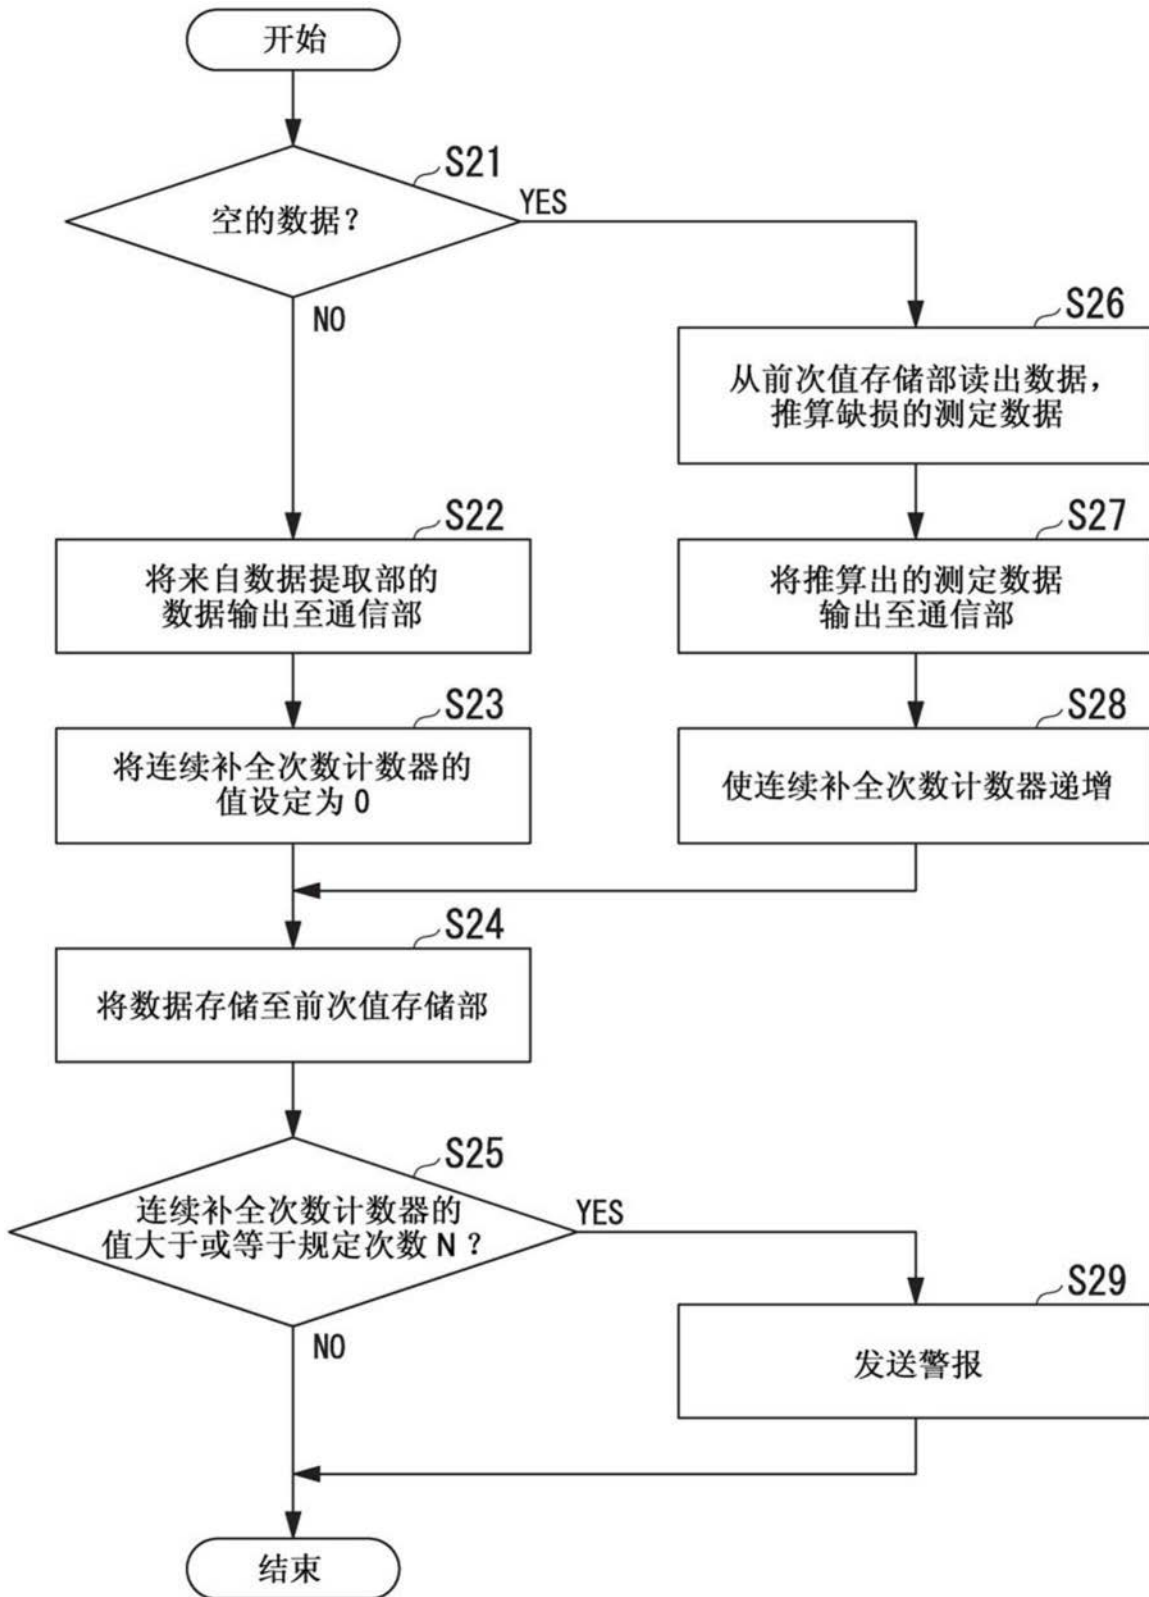 开始
S21
空的数据？
YES
NO
S26
从前次值存储部读出数据，
推算缺损的测定数据
S22
将来自数据提取部的
数据输出至通信部
S27
将推算出的测定数据
输出至通信部
S23
将连续补全次数计数器的
值设定为 0
S28
使连续补全次数计数器递增
S24
将数据存储至前次值存储部
S25
连续补全次数计数器的
值大于或等于规定次数 N ？
YES
NO
S29
发送警报
结束